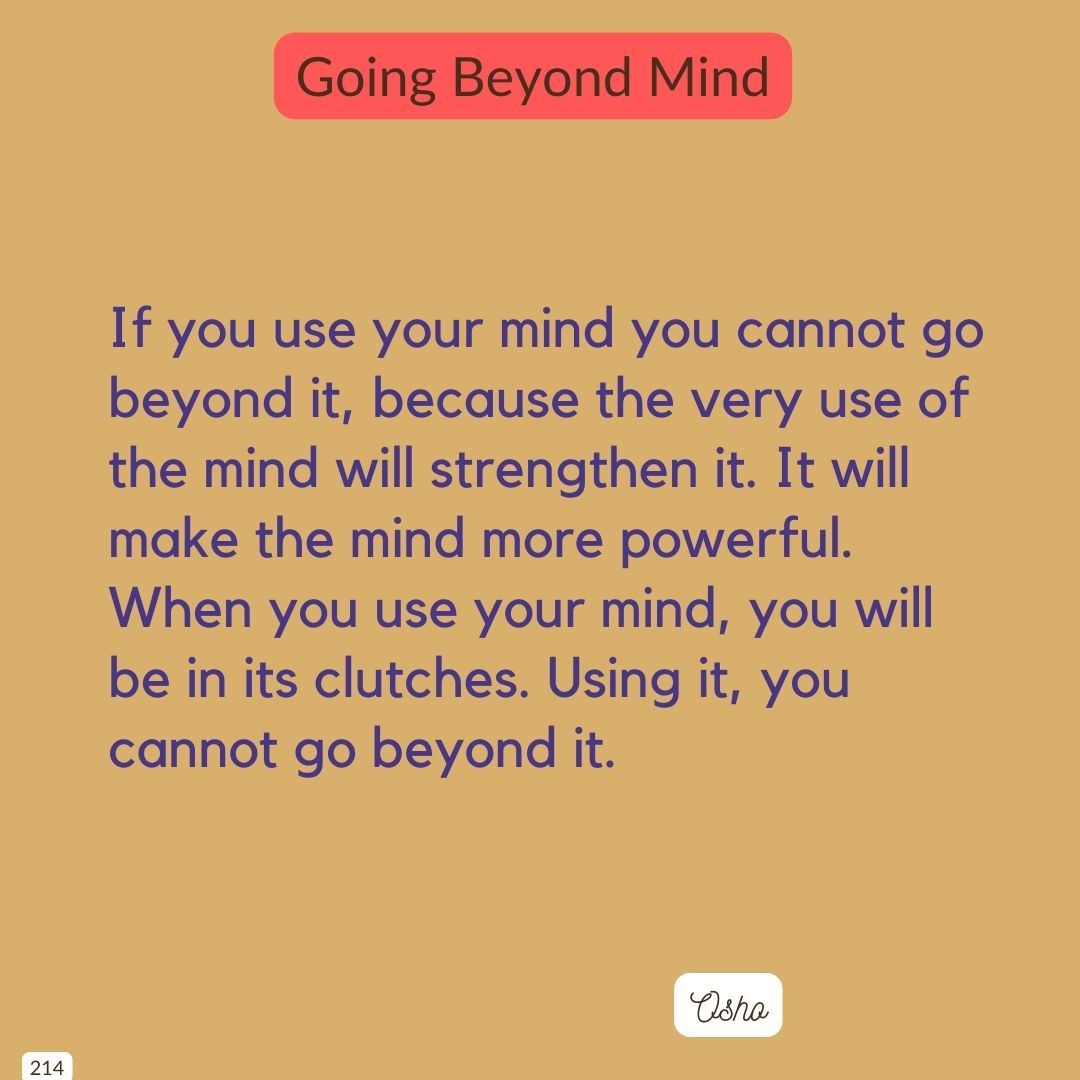 Going Beyond Mind
If you use your mind you cannot go
beyond it, because the very use of
the mind will strengthen it. It will
make the mind more powerful.
When you use your mind, you will
be in its clutches. Using it, you
cannot go beyond it.
Osho
214